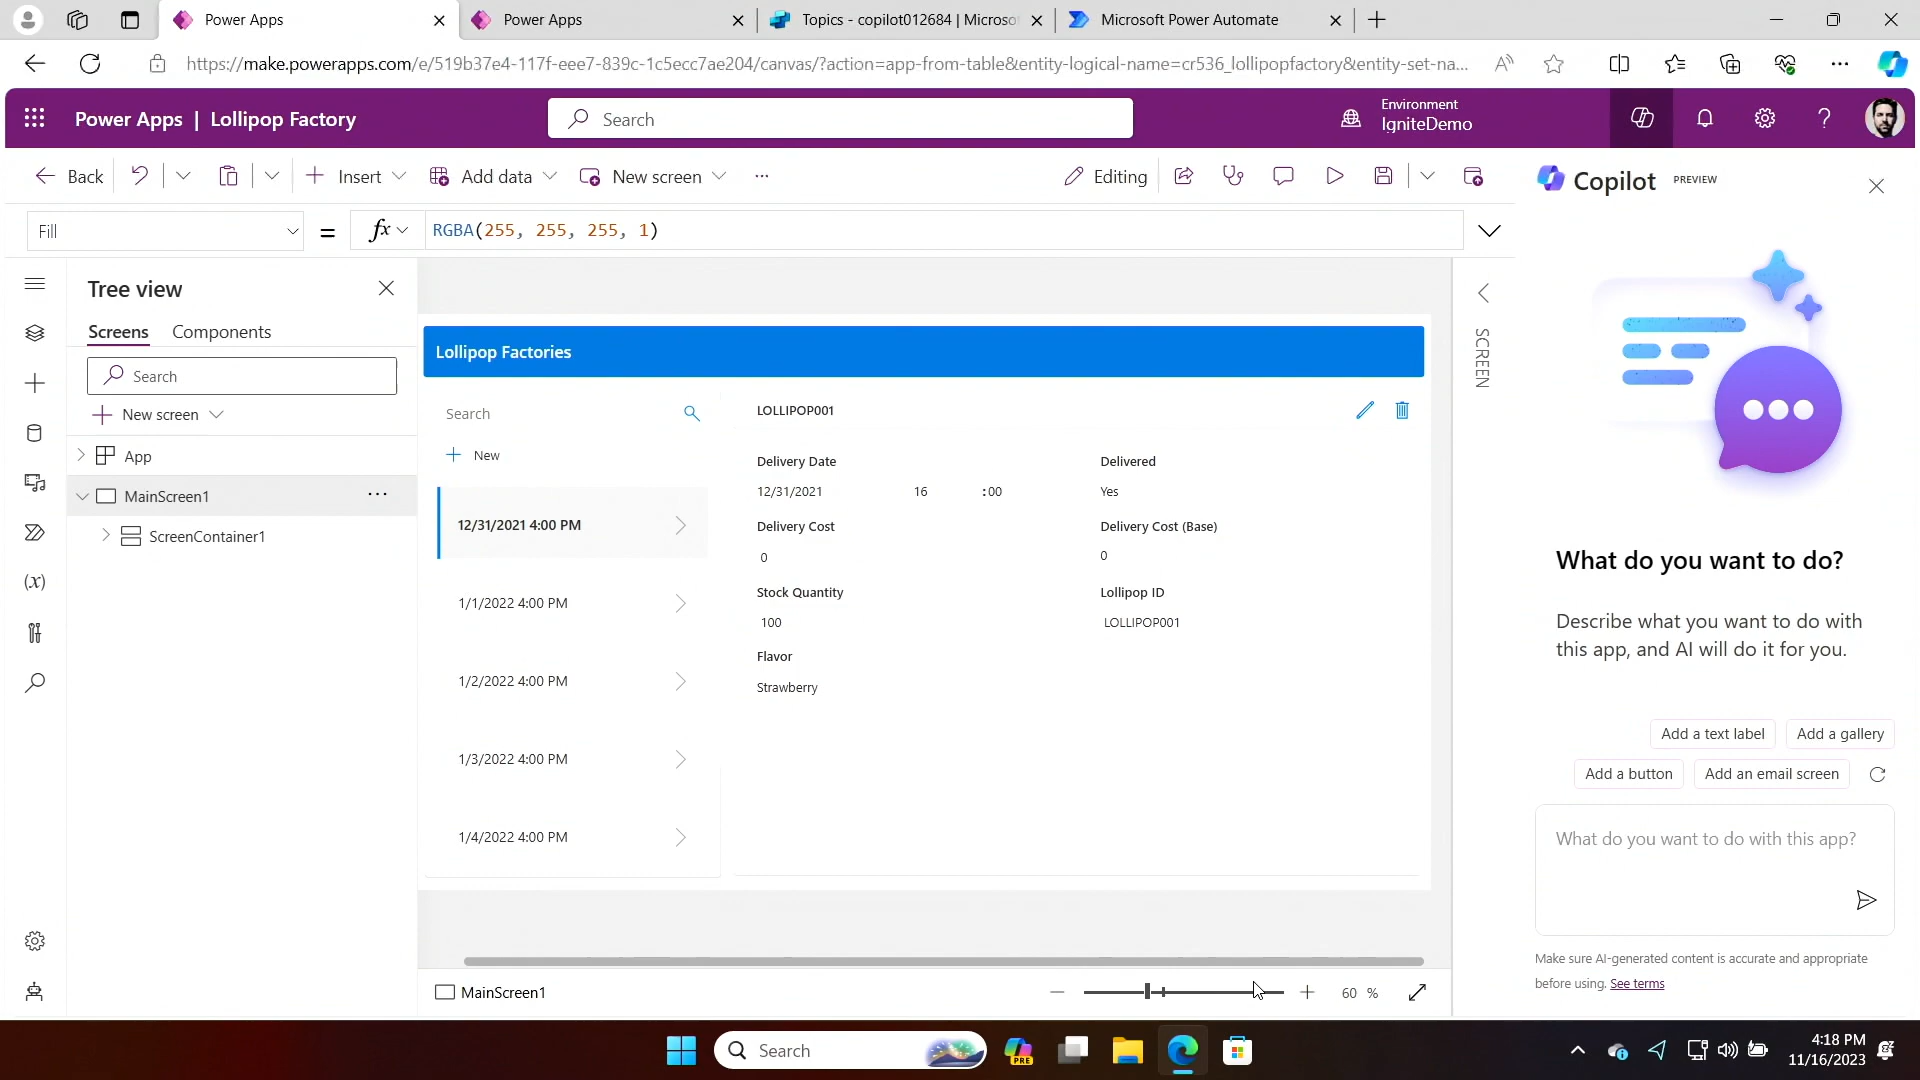 Power Apps
Power Apps
Topics - copilot012684 | Microso
Microsoft Power Automate
https://make.powerapps.com/e/519b37e4-117f-eee7-839c-1c5ecc7ae204/canvas/?action=app-from-table&entity-logical-name=cr536_lollipopfactory&entity-set-na...
Power Apps | Lollipop Factory
Search
Environment
IgniteDemo
Back
Insert
Add data
New screen
Editing
Copilot PREVIEW
Fill
=
fx
RGBA(255, 255, 255, 1)
Tree view
Screens
Components
Search
New screen
App
MainScreen1
ScreenContainer1
(x)
Lollipop Factories
Search
New
12/31/2021 4:00 PM
1/1/2022 4:00 PM
1/2/2022 4:00 PM
1/3/2022 4:00 PM
1/4/2022 4:00 PM
LOLLIPOP001
Delivery Date
Delivered
12/31/2021
16
:00
Yes
Delivery Cost
Delivery Cost (Base)
0
0
Stock Quantity
Lollipop ID
100
LOLLIPOP001
Flavor
Strawberry
SCREEN
What do you want to do?
Describe what you want to do with
this app, and AI will do it for you.
Add a text label
Add a gallery
Add a button
Add an email screen
What do you want to do with this app?
Make sure AI-generated content is accurate and appropriate
before using. See terms
MainScreen1
60 %
Search
PRE
4:18 PM
11/16/2023